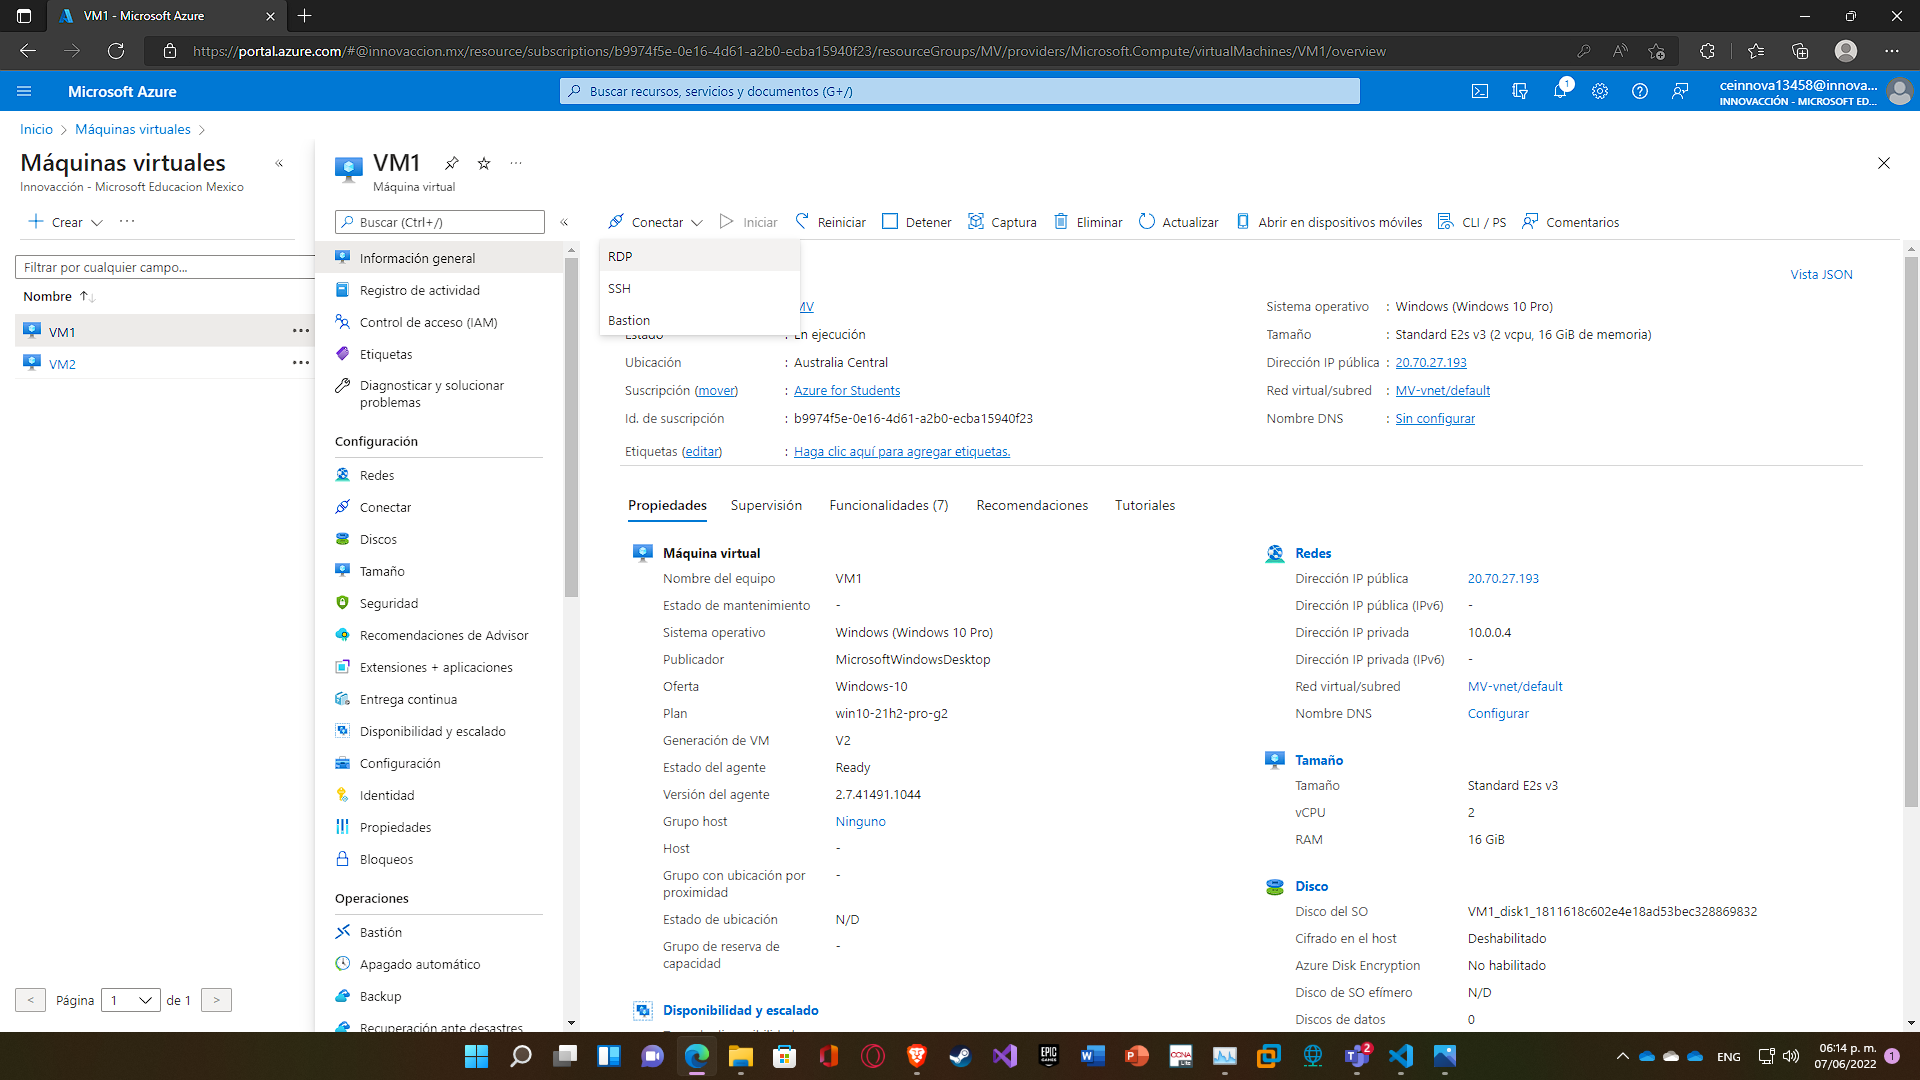 VM1 - Microsoft Azure
https://portal.azure.com/#@innovaccion.mx/resource/subscriptions/b9974f5e-0e16-4d61-a2b0-ecba15940f23/resourceGroups/MV/providers/Microsoft.Compute/virtualMachines/VM1/overview
Microsoft Azure
Buscar recursos, servicios y documentos (G+/)
1
ceinnova13458@innova...
INNOVACCIÓN - MICROSOFT ED...
Inicio
Máquinas virtuales
Máquinas virtuales
Innovacción - Microsoft Educacion Mexico
Crear
Filtrar por cualquier campo...
Nombre
VM1
VM2
Página 1 de 1
VM1
Máquina virtual
Buscar (Ctrl+/)
Información general
Registro de actividad
Control de acceso (IAM)
Etiquetas
Diagnosticar y solucionar
problemas
Configuración
Redes
Conectar
Discos
Tamaño
Seguridad
Recomendaciones de Advisor
Extensiones + aplicaciones
Entrega continua
Disponibilidad y escalado
Configuración
Identidad
Propiedades
Bloqueos
Operaciones
Bastión
Apagado automático
Backup
Recuperación ante desastres
Conectar Iniciar Reiniciar Detener Captura Eliminar Actualizar Abrir en dispositivos móviles CLI / PS Comentarios
RDP
SSH
Bastion
Vista JSON
MV
Estado : En ejecución
Ubicación : Australia Central
Suscripción (mover) : Azure for Students
Id. de suscripción : b9974f5e-0e16-4d61-a2b0-ecba15940f23
Etiquetas (editar) : Haga clic aquí para agregar etiquetas.
Sistema operativo : Windows (Windows 10 Pro)
Tamaño : Standard E2s v3 (2 vcpu, 16 GiB de memoria)
Dirección IP pública : 20.70.27.193
Red virtual/subred : MV-vnet/default
Nombre DNS : Sin configurar
Propiedades Supervisión Funcionalidades (7) Recomendaciones Tutoriales
Máquina virtual
Nombre del equipo VM1
Estado de mantenimiento -
Sistema operativo Windows (Windows 10 Pro)
Publicador MicrosoftWindowsDesktop
Oferta Windows-10
Plan win10-21h2-pro-g2
Generación de VM V2
Estado del agente Ready
Versión del agente 2.7.41491.1044
Grupo host Ninguno
Host -
Grupo con ubicación por -
proximidad
Estado de ubicación N/D
Grupo de reserva de -
capacidad
Disponibilidad y escalado
Redes
Dirección IP pública 20.70.27.193
Dirección IP pública (IPv6) -
Dirección IP privada 10.0.0.4
Dirección IP privada (IPv6) -
Red virtual/subred MV-vnet/default
Nombre DNS Configurar
Tamaño
Tamaño Standard E2s v3
vCPU 2
RAM 16 GiB
Disco
Disco del SO VM1_disk1_1811618c602e4e18ad53bec328869832
Cifrado en el host Deshabilitado
Azure Disk Encryption No habilitado
Disco de SO efímero N/D
Discos de datos 0
EPIC
GAMES
CCNA
2
ENG
06:14 p. m.
07/06/2022
1